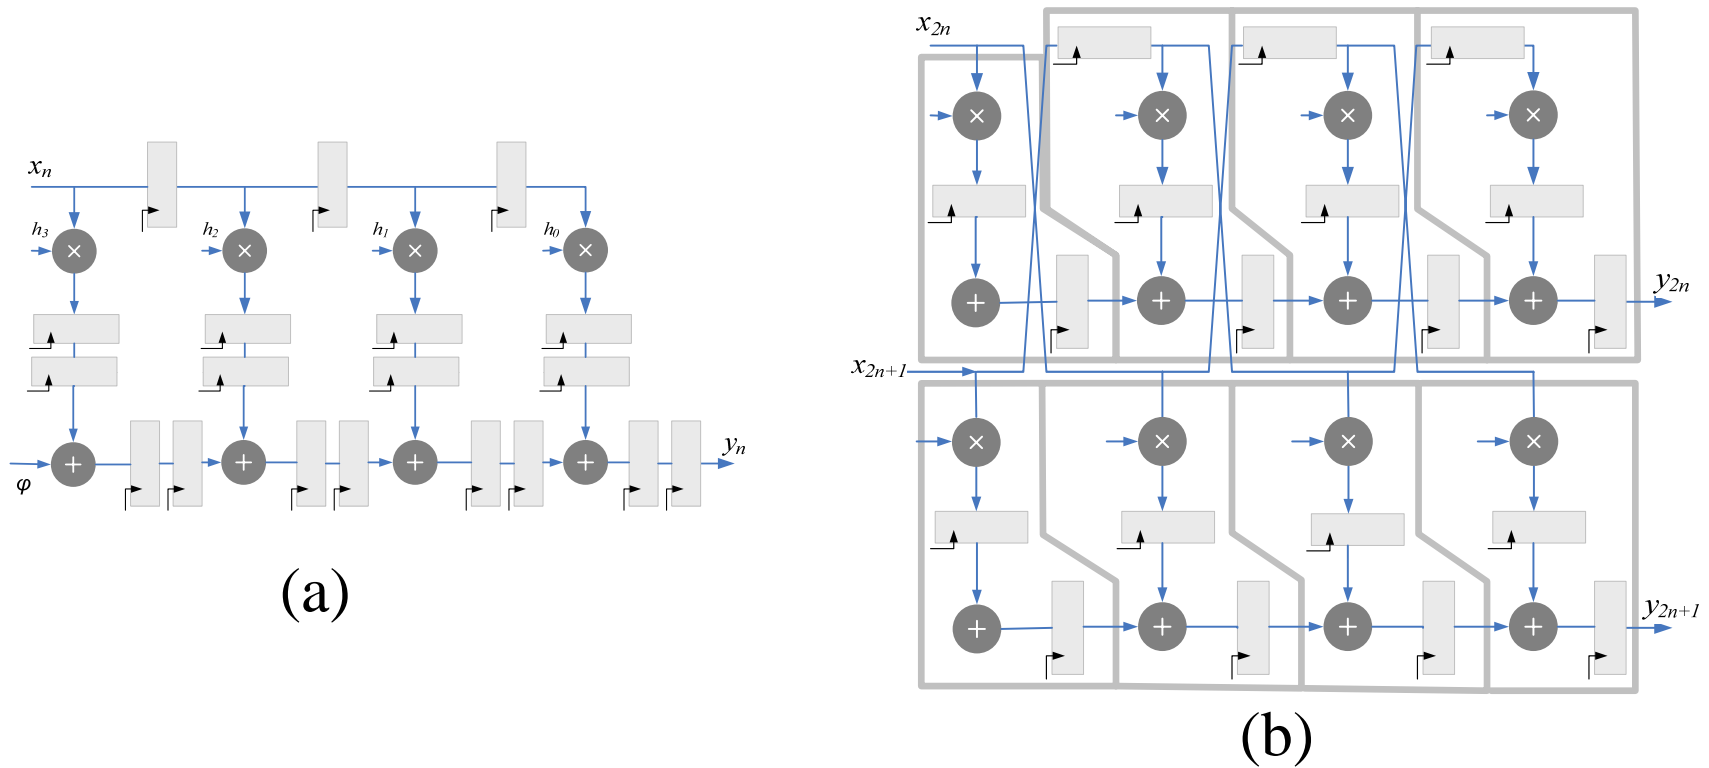 xₙ
h₃ h₂ h₁ h₀
× × × ×
+ + + +
φ
yₙ
(a)
x₂ₙ
× × × ×
+ + + +
y₂ₙ
x₂ₙ₊₁
× × × ×
+ + + +
y₂ₙ₊₁
(b)